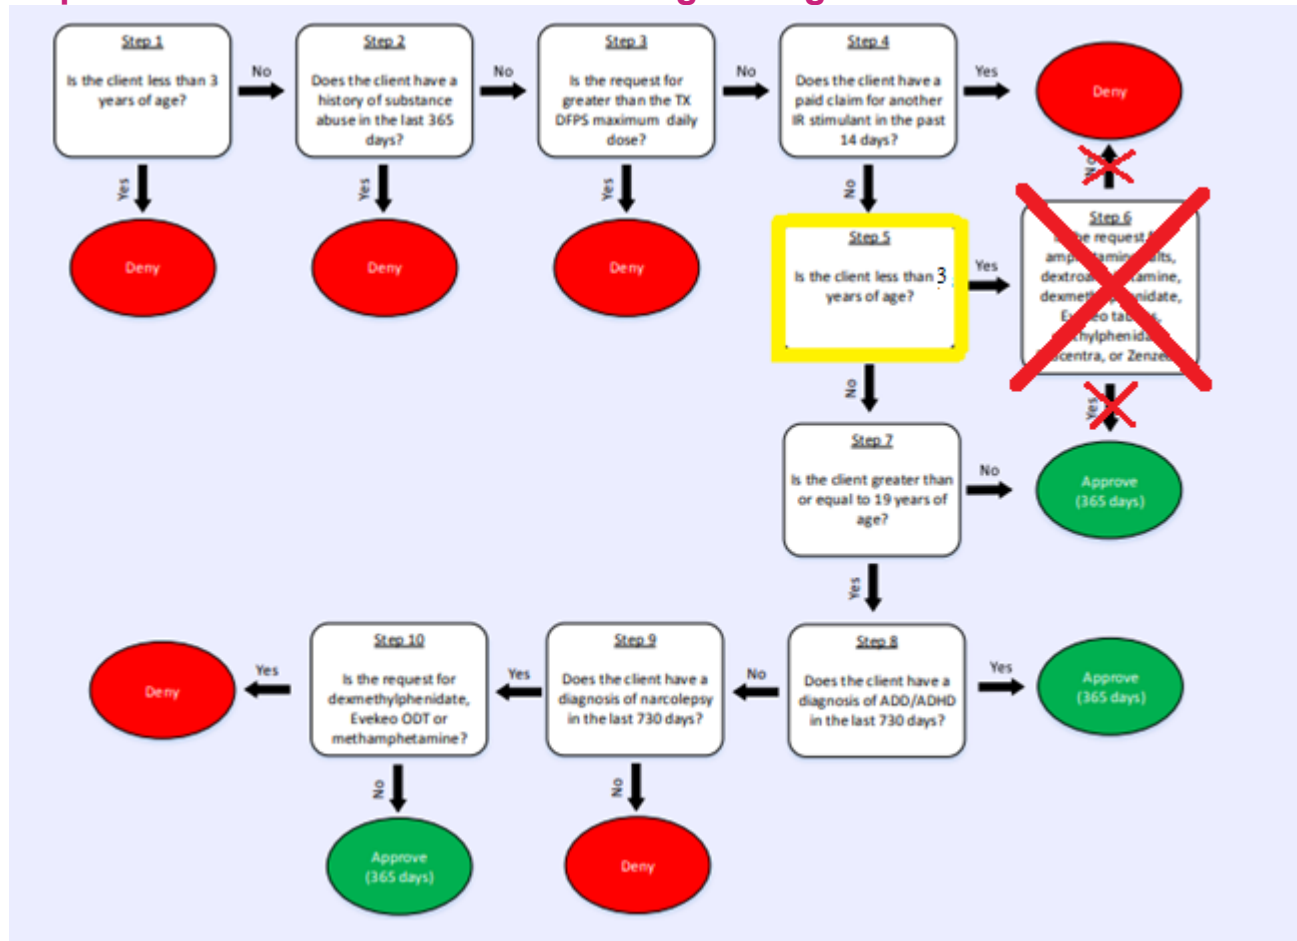 Step 1
Is the client less than 3
years of age?
No
Yes
Deny
Step 2
Does the client have a
history of substance
abuse in the last 365
days?
No
Yes
Deny
Step 3
Is the request for
greater than the TX
DFPS maximum daily
dose?
No
Yes
Deny
Step 4
Does the client have a
paid claim for another
IR stimulant in the past
14 days?
Yes
Deny
No
Step 5
Is the client less than 3
years of age?
Yes
No
Step 6
No
request
dextroa
Yes
Step 7
Is the client greater than
or equal to 19 years of
age?
No
Approve
(365 days)
Yes
Step 8
Does the client have a
diagnosis of ADD/ADHD
in the last 730 days?
Yes
Approve
(365 days)
No
Step 9
Does the client have a
diagnosis of narcolepsy
in the last 730 days?
Yes
No
Deny
Step 10
Is the request for
dexmethylphenidate,
Evekeo ODT or
methamphetamine?
Yes
Deny
No
Approve
(365 days)